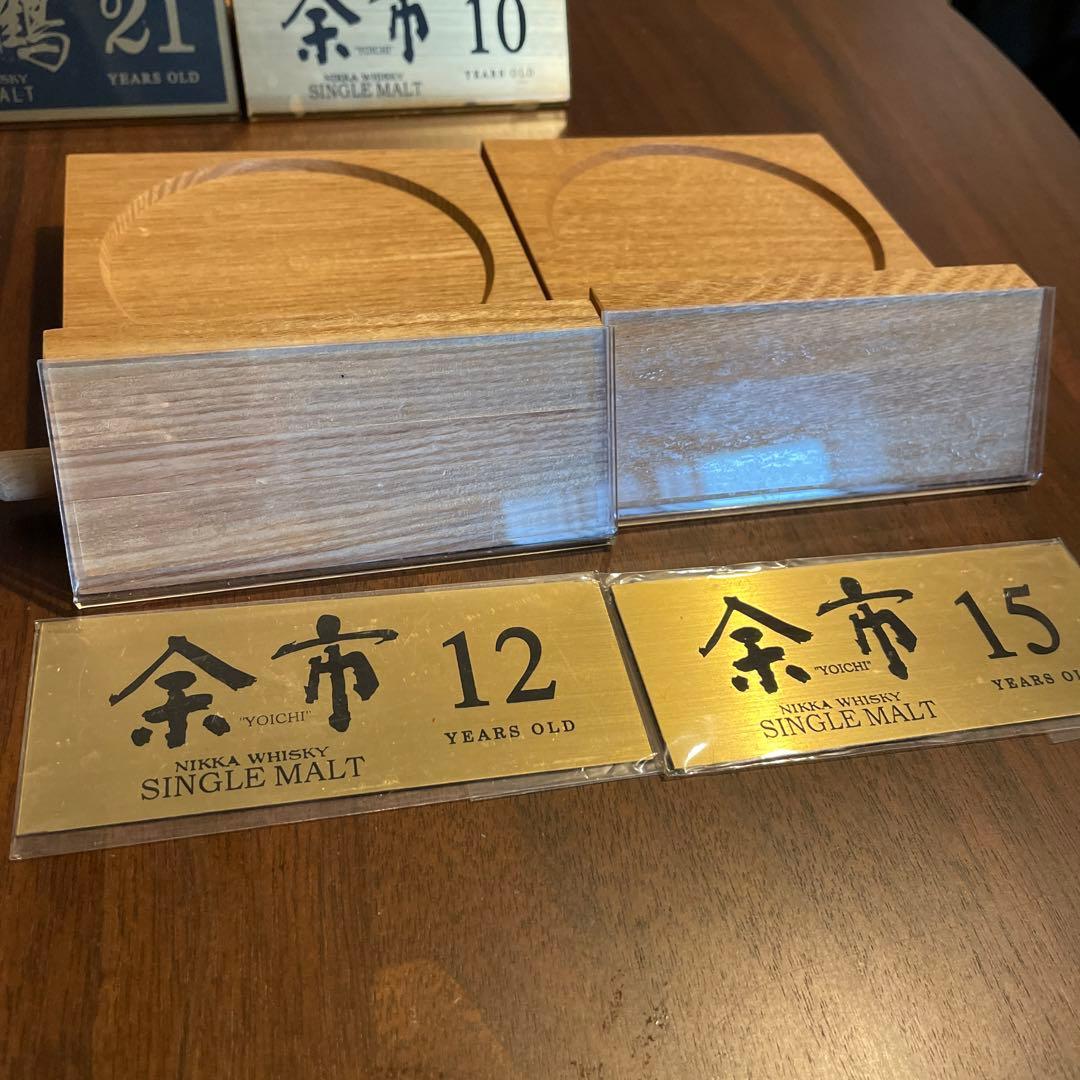 鶴 21
YEARS OLD
余市 10
"YOICHI"
YEARS OLD
NIKKA WHISKY
SINGLE MALT
余市 12
"YOICHI"
YEARS OLD
NIKKA WHISKY
SINGLE MALT
余市 15
"YOICHI"
YEARS
NIKKA WHISKY
SINGLE MALT